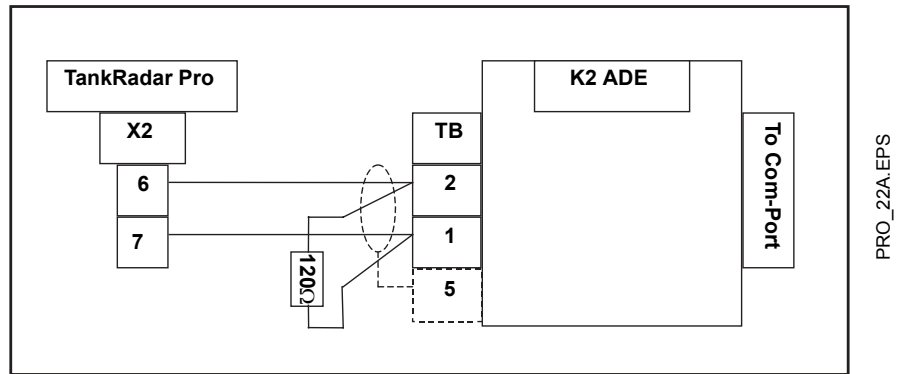 TankRadar Pro
K2 ADE
X2
TB
6
2
7
1
5
120Ω
To Com-Port
PRO_22A.EPS